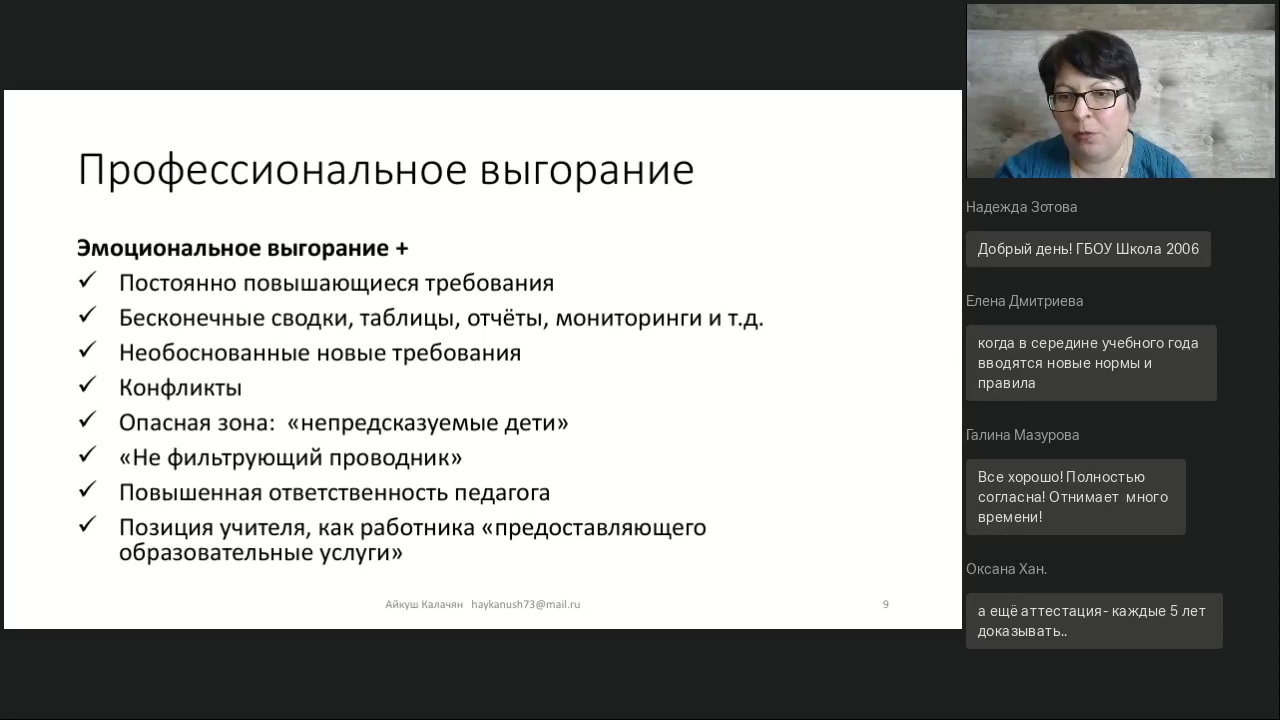 Профессиональное выгорание
Эмоциональное выгорание +
✓ Постоянно повышающиеся требования
✓ Бесконечные сводки, таблицы, отчёты, мониторинги и т.д.
✓ Необоснованные новые требования
✓ Конфликты
✓ Опасная зона: «непредсказуемые дети»
✓ «Не фильтрующий проводник»
✓ Повышенная ответственность педагога
✓ Позиция учителя, как работника «предоставляющего
образовательные услуги»
Айкуш Калачян haykanush73@mail.ru
9
Надежда Зотова
Добрый день! ГБОУ Школа 2006
Елена Дмитриева
когда в середине учебного года
вводятся новые нормы и
правила
Галина Мазурова
Все хорошо! Полностью
согласна! Отнимает много
времени!
Оксана Хан.
а ещё аттестация- каждые 5 лет
доказывать..